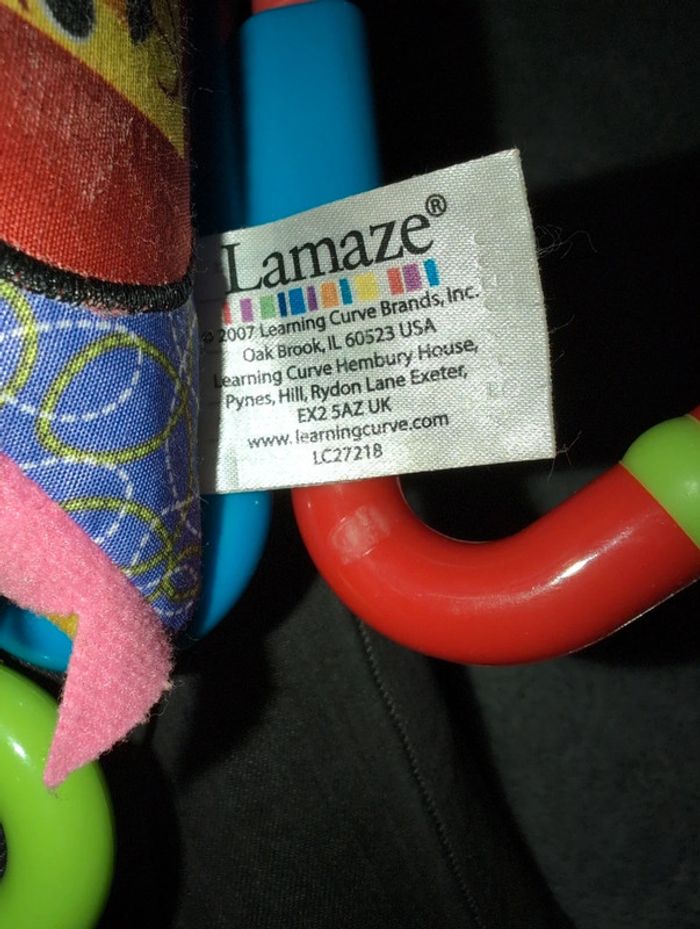 Lamaze®
© 2007 Learning Curve Brands, Inc.
Oak Brook, IL 60523 USA
Learning Curve Hembury House,
Pynes, Hill, Rydon Lane Exeter,
EX2 5AZ UK
www.learningcurve.com
LC27218